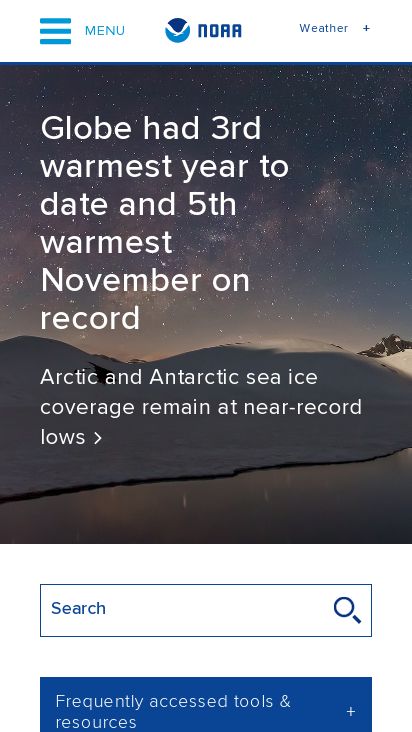 MENU
NOAA
Weather +
Globe had 3rd
warmest year to
date and 5th
warmest
November on
record
Arctic and Antarctic sea ice
coverage remain at near-record
lows >
Search
Frequently accessed tools &
resources
+